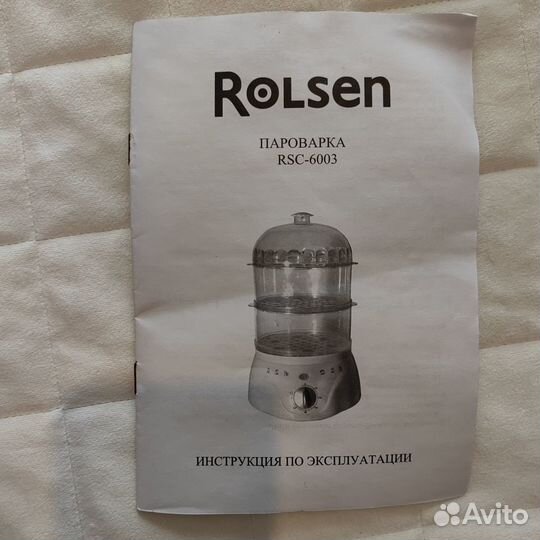 ROLSEN
ПАРОВАРКА
RSC-6003
ИНСТРУКЦИЯ ПО ЭКСПЛУАТАЦИИ
Avito